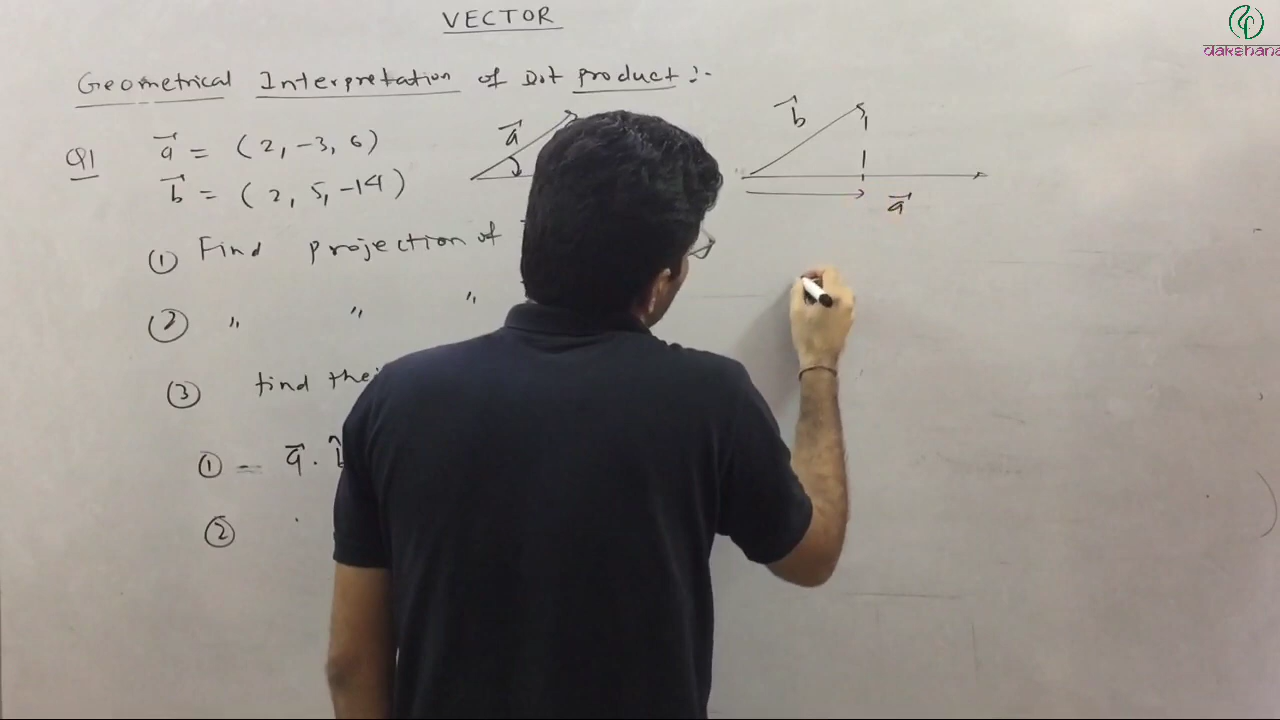 VECTOR
dakshana
Geometrical Interpretation of Dot product :-
Q1 a⃗ = (2, -3, 6)
b⃗ = (2, 5, -14)
a⃗
b⃗
a⃗
① Find projection of
② " " "
③ find
① - a⃗ .
②